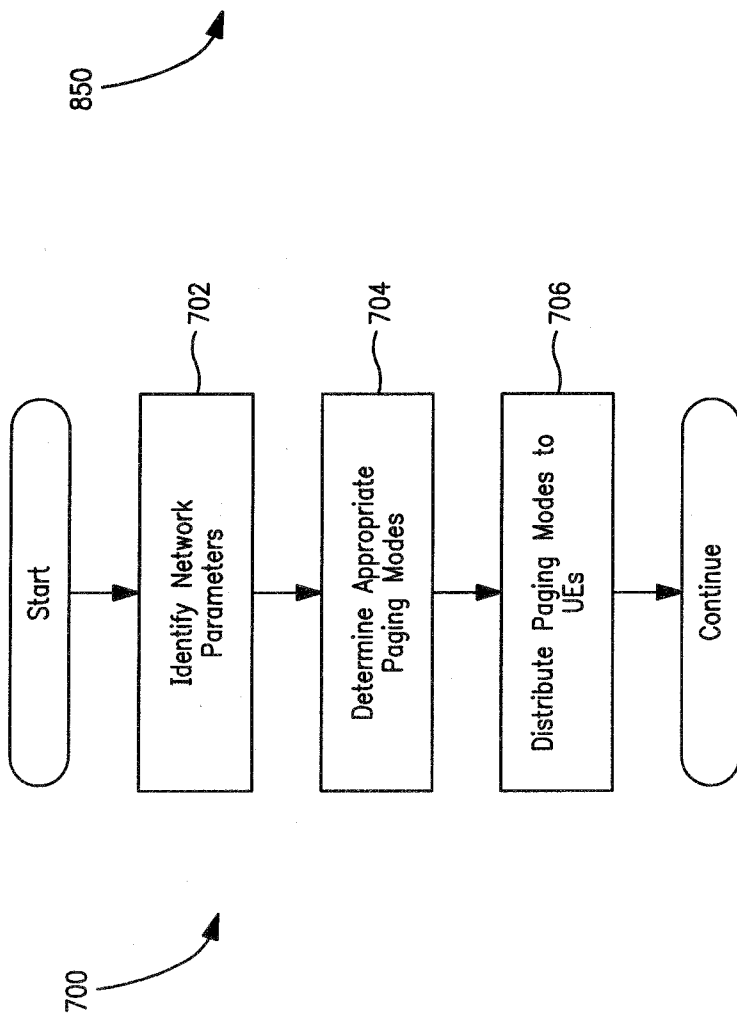 700
850
Start
Identify Network
Parameters
702
Determine Appropriate
Paging Modes
704
Distribute Paging Modes to
UEs
706
Continue